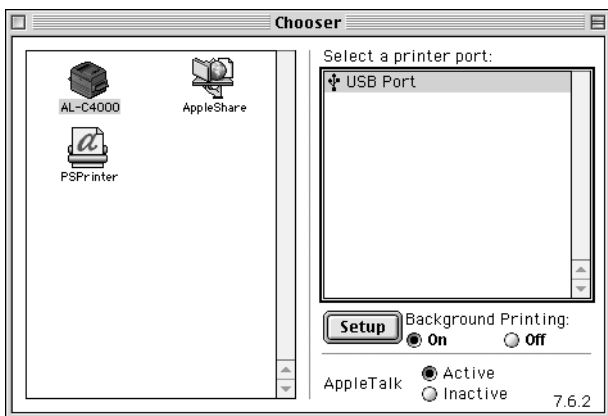 Chooser
AL-C4000
AppleShare
PSPrinter
Select a printer port:
USB Port
Setup
Background Printing:
On
Off
AppleTalk
Active
Inactive
7.6.2